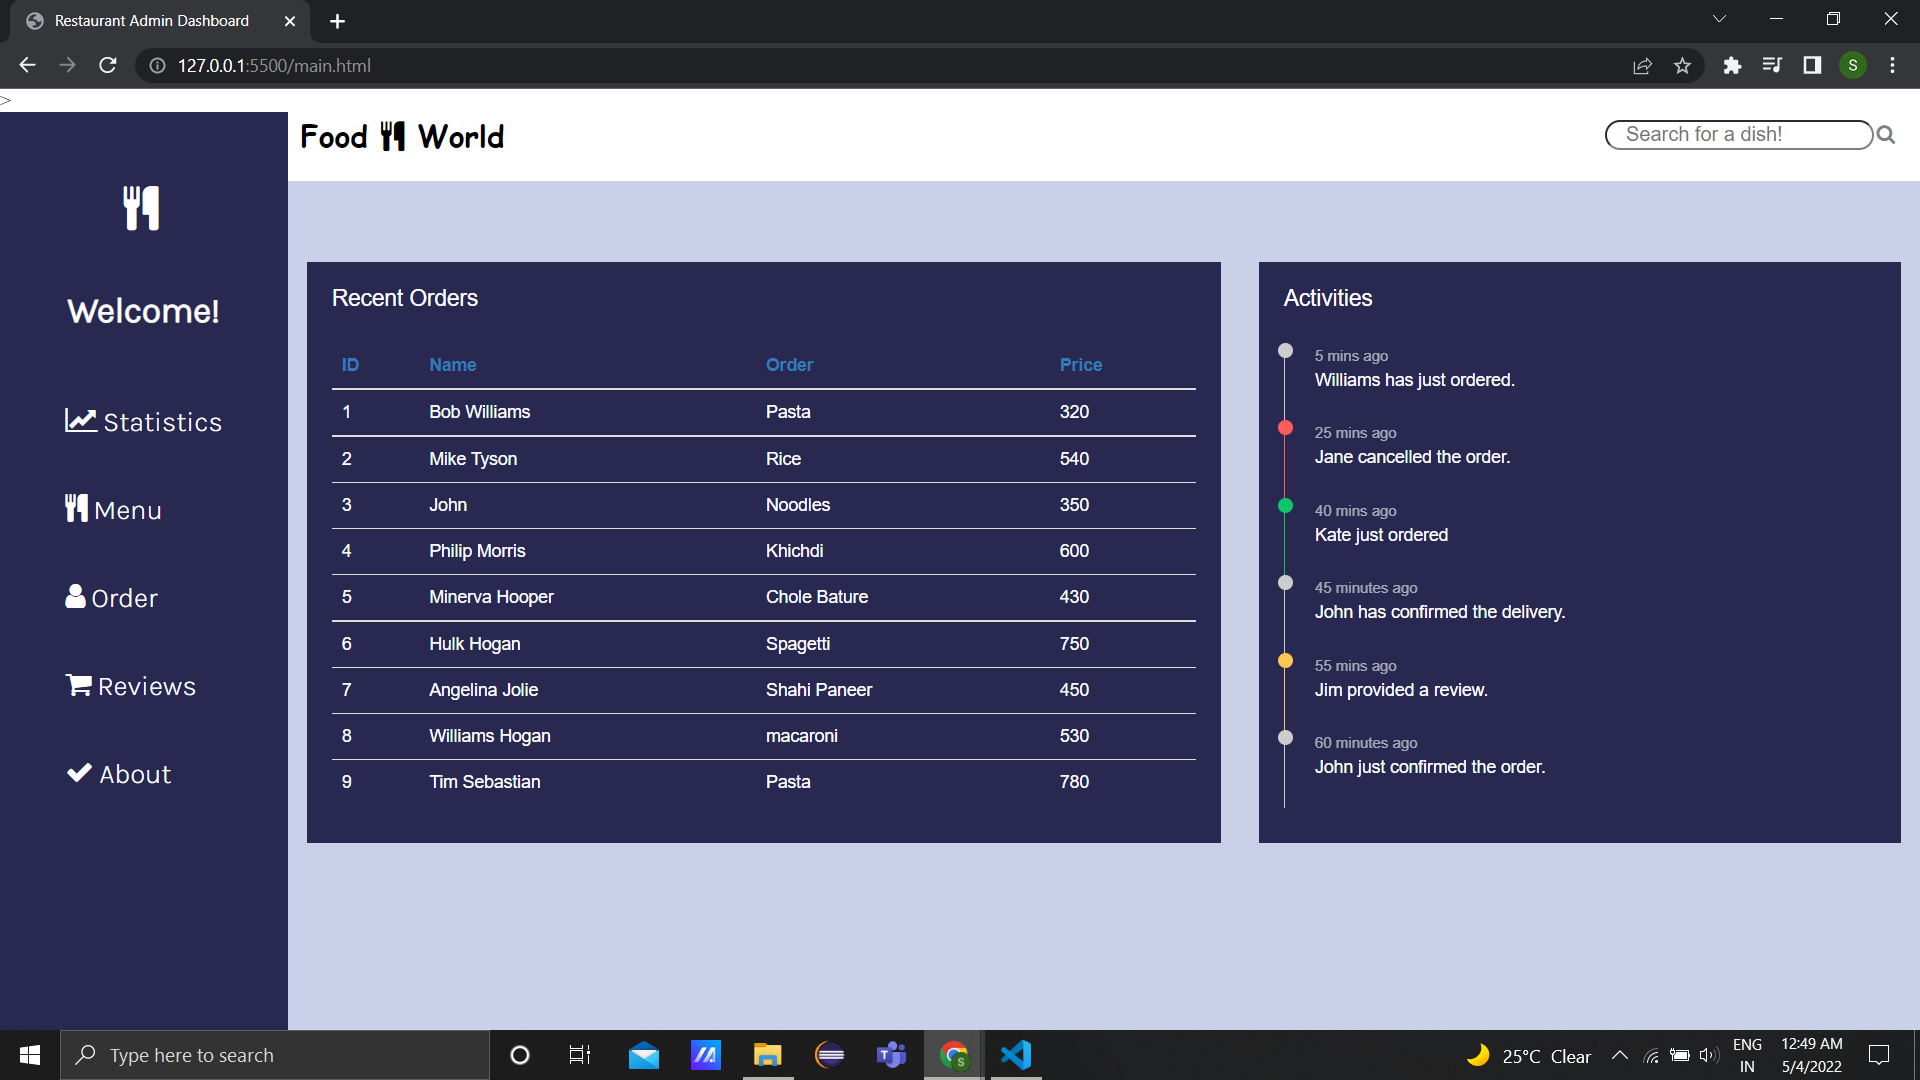 Restaurant Admin Dashboard
127.0.0.1:5500/main.html
S
>
Food World
Search for a dish!
Welcome!
Statistics
Menu
Order
Reviews
About
Recent Orders
ID Name Order Price
1 Bob Williams Pasta 320
2 Mike Tyson Rice 540
3 John Noodles 350
4 Philip Morris Khichdi 600
5 Minerva Hooper Chole Bature 430
6 Hulk Hogan Spagetti 750
7 Angelina Jolie Shahi Paneer 450
8 Williams Hogan macaroni 530
9 Tim Sebastian Pasta 780
Activities
5 mins ago
Williams has just ordered.
25 mins ago
Jane cancelled the order.
40 mins ago
Kate just ordered
45 minutes ago
John has confirmed the delivery.
55 mins ago
Jim provided a review.
60 minutes ago
John just confirmed the order.
Type here to search
T
S
25°C Clear
ENG
IN
12:49 AM
5/4/2022